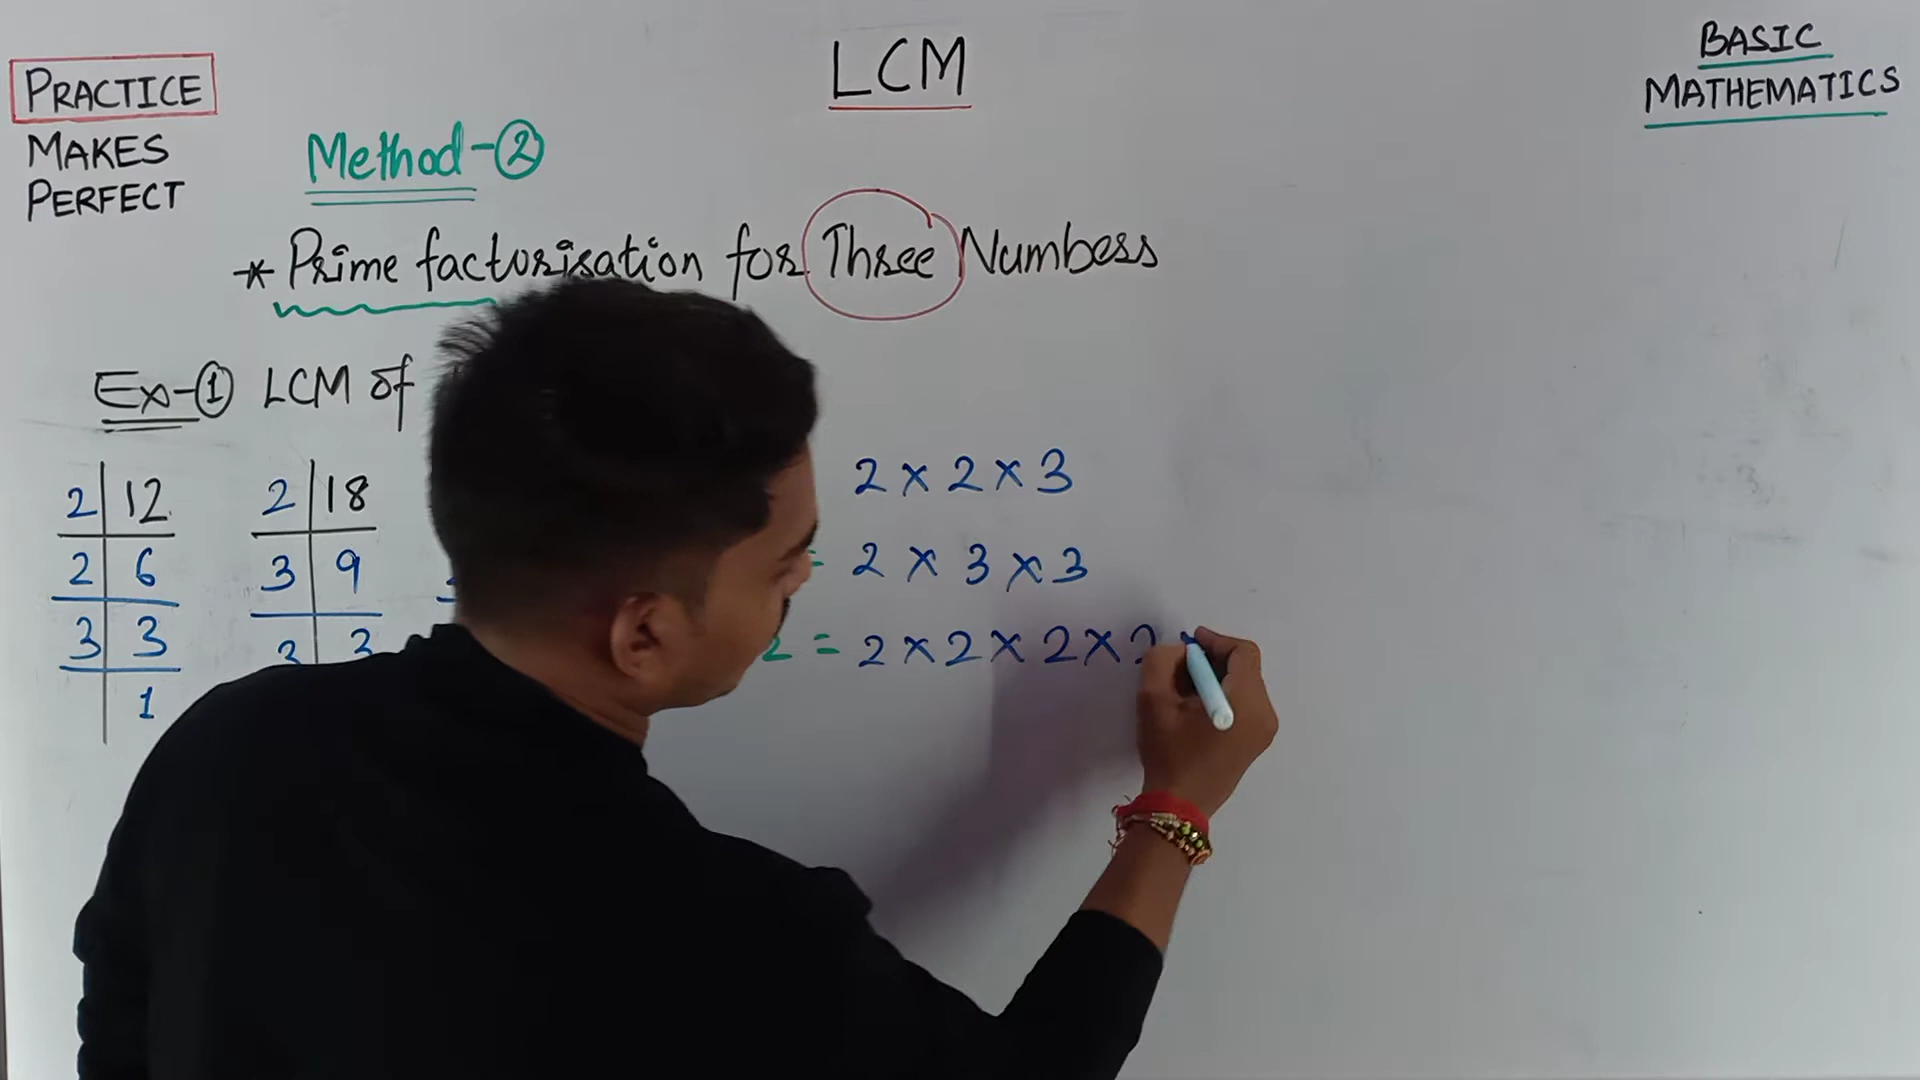 LCM
BASIC
MATHEMATICS
PRACTICE
MAKES
PERFECT
Method-②
* Prime factorisation for Three Numbers
Ex-① LCM of
2 12
2 6
3 3
1
2 18
3 9
3 3
2 × 2 × 3
= 2 × 3 × 3
2 = 2 × 2 × 2 × 2